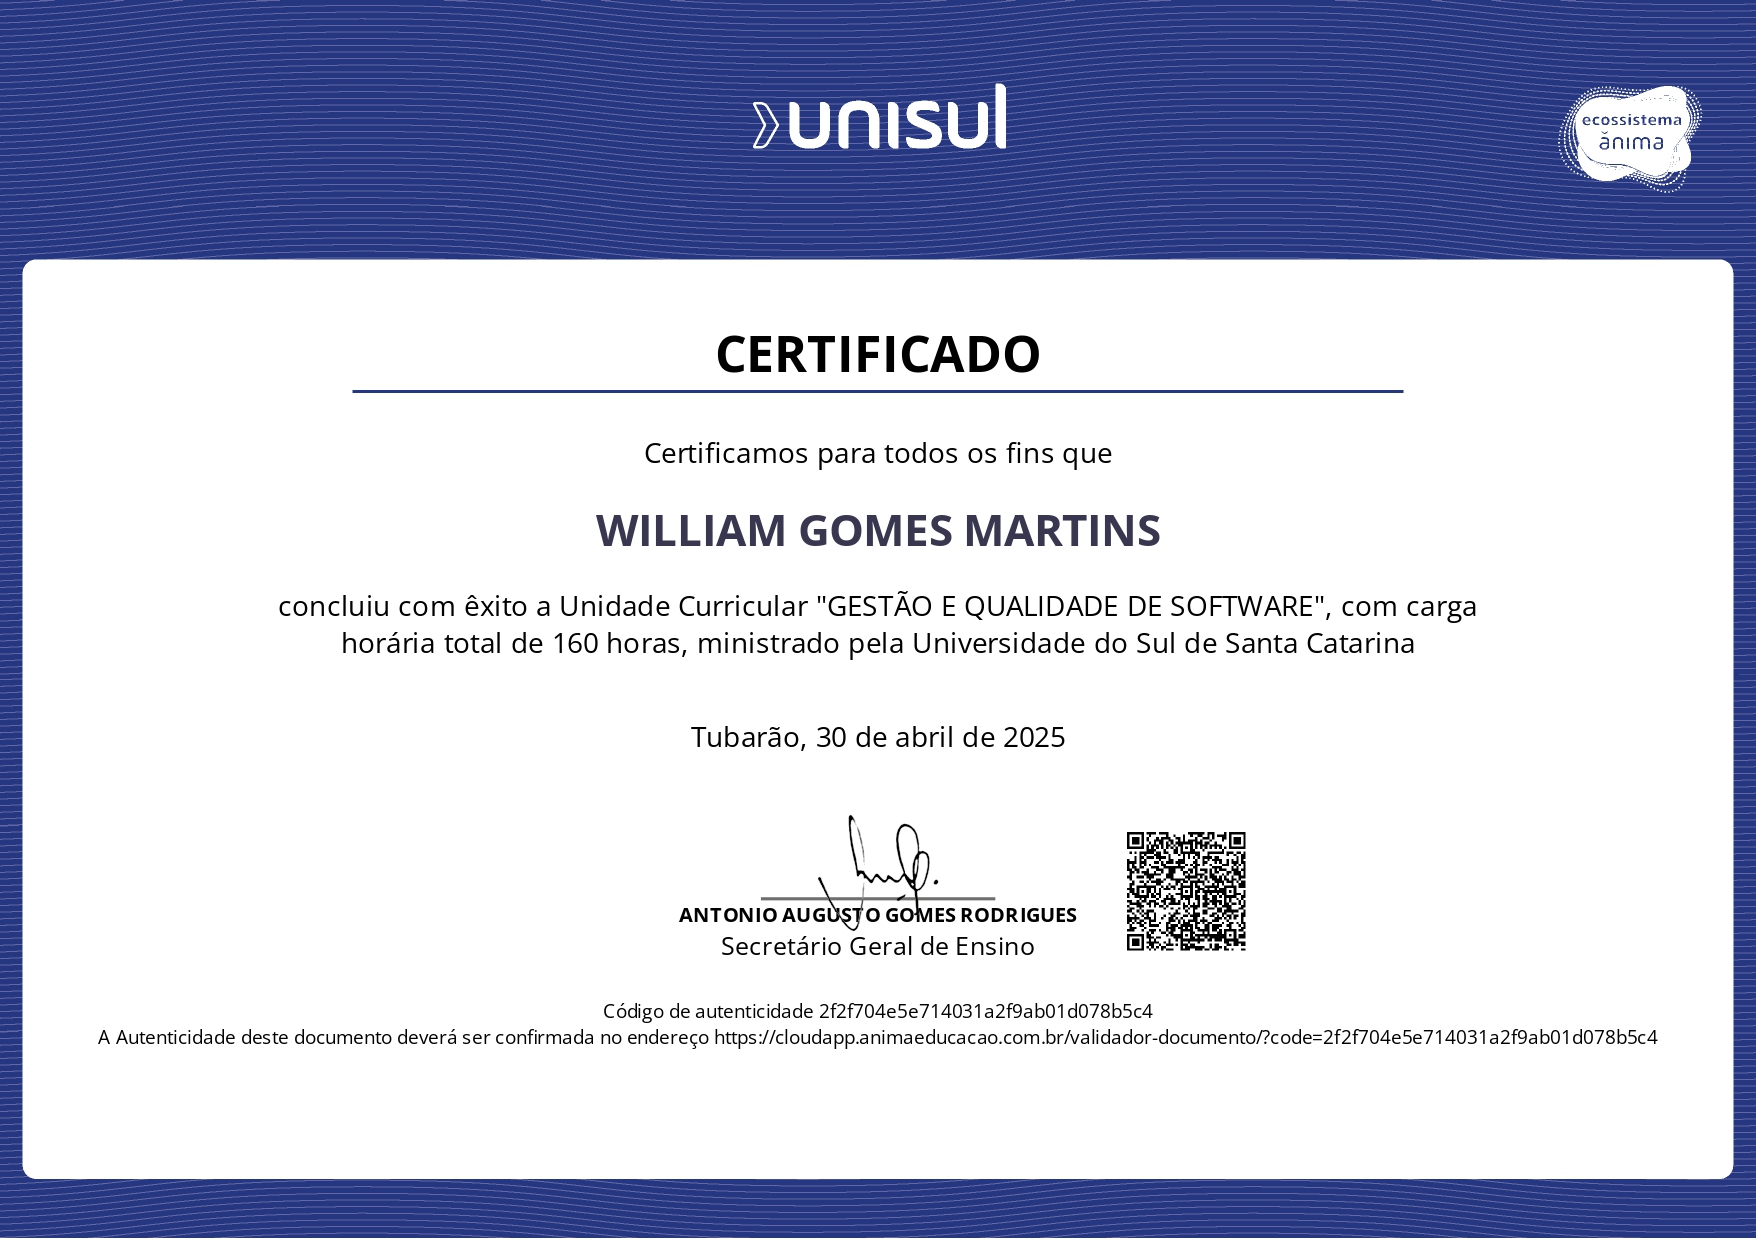 unisul
ecossistema
ănima
CERTIFICADO
Certificamos para todos os fins que
WILLIAM GOMES MARTINS
concluiu com êxito a Unidade Curricular "GESTÃO E QUALIDADE DE SOFTWARE", com carga
horária total de 160 horas, ministrado pela Universidade do Sul de Santa Catarina
Tubarão, 30 de abril de 2025
ANTONIO AUGUSTO GOMES RODRIGUES
Secretário Geral de Ensino
Código de autenticidade 2f2f704e5e714031a2f9ab01d078b5c4
A Autenticidade deste documento deverá ser confirmada no endereço https://cloudapp.animaeducacao.com.br/validador-documento/?code=2f2f704e5e714031a2f9ab01d078b5c4